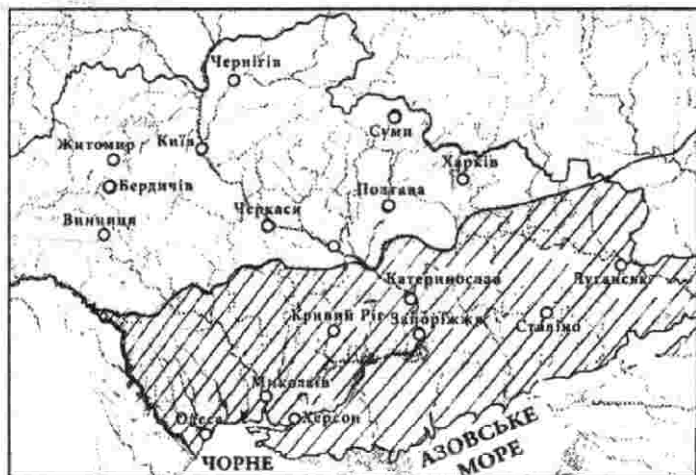 Чернігів
Суми
Житомир
Київ
Харків
Бердичів
Полтава
Винниця
Черкаси
Луганськ
Катеринослав
Кривий Ріг
Запоріжжя
Сталіно
Миколаїв
Одеса
Херсон
ЧОРНЕ
АЗОВСЬКЕ
МОРЕ